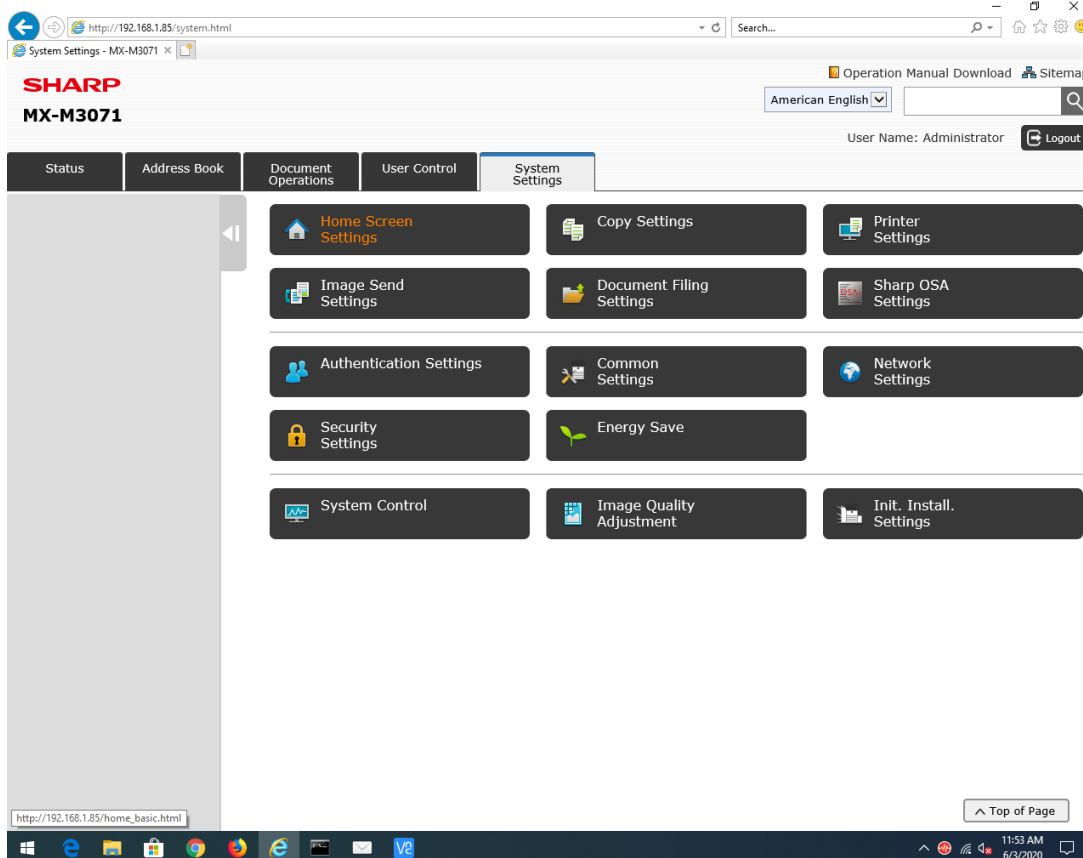 http://192.168.1.85/system.html
Search...
System Settings - MX-M3071
Operation Manual Download
Sitema
SHARP
American English
MX-M3071
User Name: Administrator
Logout
Status
Address Book
Document
Operations
User Control
System
Settings
Home Screen
Settings
Copy Settings
Printer
Settings
Image Send
Settings
Document Filing
Settings
Sharp OSA
Settings
Authentication Settings
Common
Settings
Network
Settings
Security
Settings
Energy Save
System Control
Image Quality
Adjustment
Init. Install.
Settings
Top of Page
http://192.168.1.85/home_basic.html
11:53 AM
6/3/2020